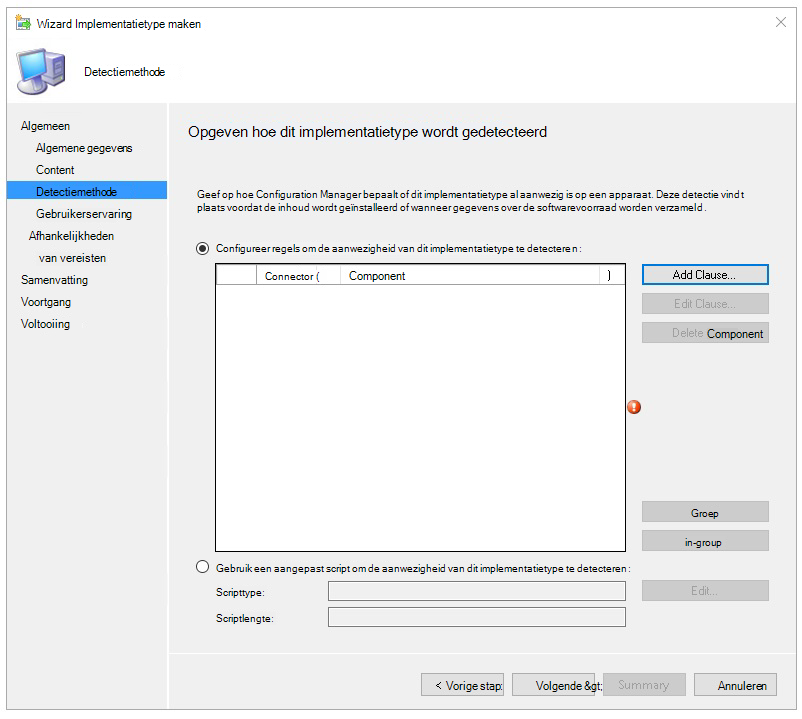 Wizard Implementatietype maken
Detectiemethode
Algemeen
Algemene gegevens
Content
Detectiemethode
Gebruikerservaring
Afhankelijkheden
van vereisten
Samenvatting
Voortgang
Voltooiing
Opgeven hoe dit implementatietype wordt gedetecteerd
Geef op hoe Configuration Manager bepaalt of dit implementatietype al aanwezig is op een apparaat. Deze detectie vindt
plaats voordat de inhoud wordt geïnstalleerd of wanneer gegevens over de softwarevoorraad worden verzameld.
Configureer regels om de aanwezigheid van dit implementatietype te detecteren:
Connector ( Component )
Add Clause...
Edit Clause...
Delete Component
Groep
in-group
Gebruik een aangepast script om de aanwezigheid van dit implementatietype te detecteren:
Scripttype:
Edit...
Scriptlengte:
< Vorige stap: Volgende &gt; Summary Annuleren